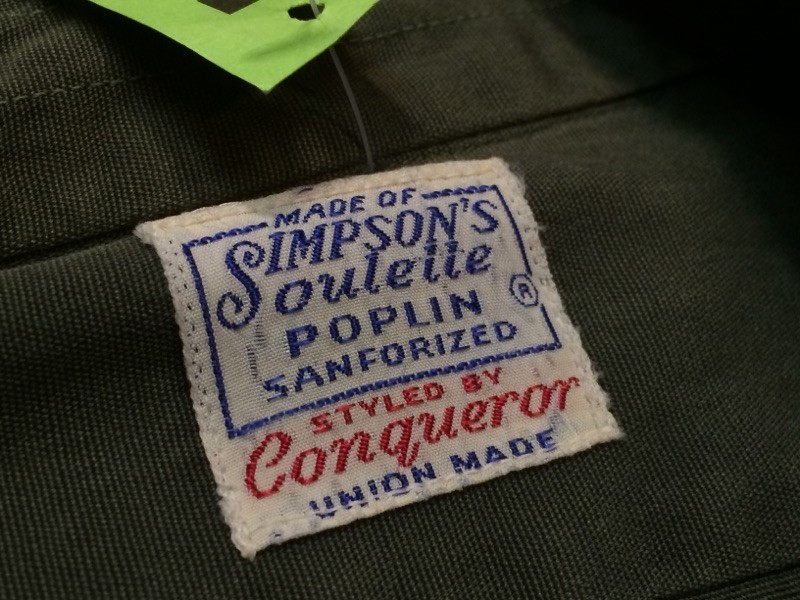 MADE OF
SIMPSON'S
Soulette
®
POPLIN
SANFORIZED
STYLED BY
Conqueror
UNION MADE